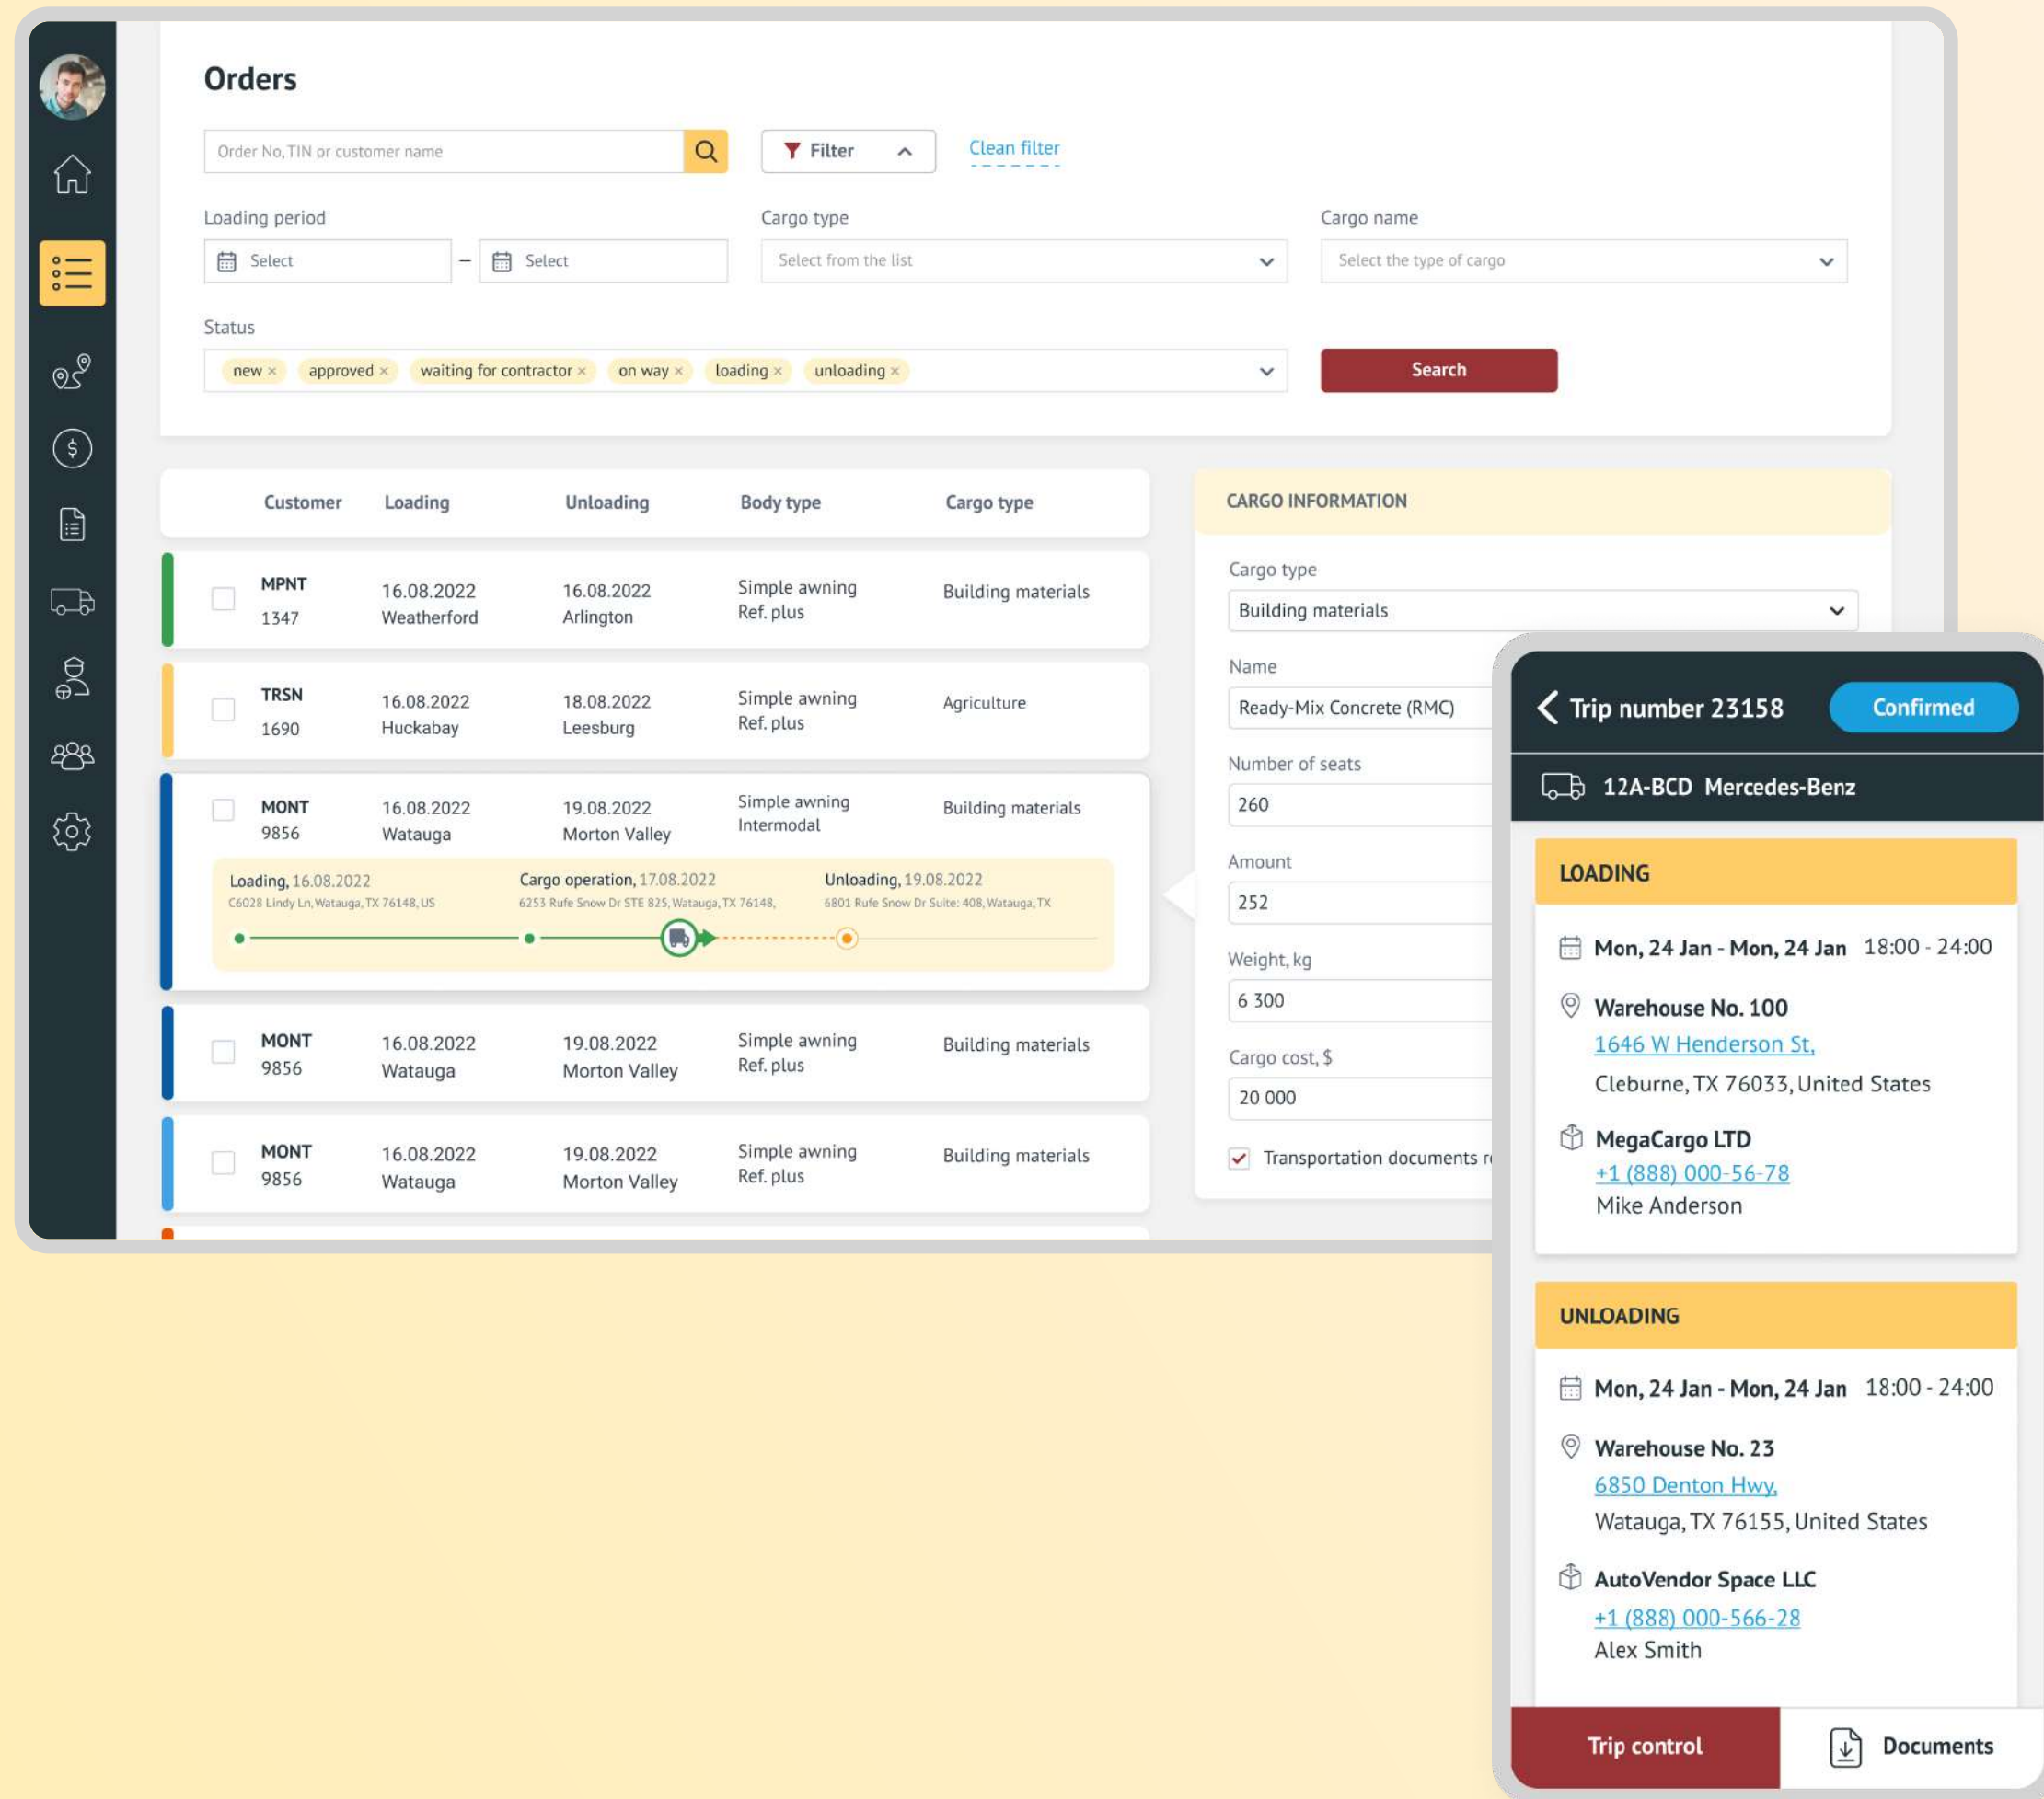 Orders
Order No, TIN or customer name
Filter
Clean filter
Loading period
Cargo type
Cargo name
Select
–
Select
Select from the list
Select the type of cargo
Status
new ×
approved ×
waiting for contractor ×
on way ×
loading ×
unloading ×
Search
Customer
Loading
Unloading
Body type
Cargo type
MPNT
1347
16.08.2022
Weatherford
16.08.2022
Arlington
Simple awning
Ref. plus
Building materials
TRSN
1690
16.08.2022
Huckabay
18.08.2022
Leesburg
Simple awning
Ref. plus
Agriculture
MONT
9856
16.08.2022
Watauga
19.08.2022
Morton Valley
Simple awning
Intermodal
Building materials
Loading, 16.08.2022
C6028 Lindy Ln, Watauga, TX 76148, US
Cargo operation, 17.08.2022
6253 Rufe Snow Dr STE 825, Watauga, TX 76148,
Unloading, 19.08.2022
6801 Rufe Snow Dr Suite: 408, Watauga, TX
MONT
9856
16.08.2022
Watauga
19.08.2022
Morton Valley
Simple awning
Ref. plus
Building materials
MONT
9856
16.08.2022
Watauga
19.08.2022
Morton Valley
Simple awning
Ref. plus
Building materials
CARGO INFORMATION
Cargo type
Building materials
Name
Ready-Mix Concrete (RMC)
Number of seats
260
Amount
252
Weight, kg
6 300
Cargo cost, $
20 000
Transportation documents
Trip number 23158
Confirmed
12A-BCD Mercedes-Benz
LOADING
Mon, 24 Jan - Mon, 24 Jan 18:00 - 24:00
Warehouse No. 100
1646 W Henderson St,
Cleburne, TX 76033, United States
MegaCargo LTD
+1 (888) 000-56-78
Mike Anderson
UNLOADING
Mon, 24 Jan - Mon, 24 Jan 18:00 - 24:00
Warehouse No. 23
6850 Denton Hwy,
Watauga, TX 76155, United States
AutoVendor Space LLC
+1 (888) 000-566-28
Alex Smith
Trip control
Documents